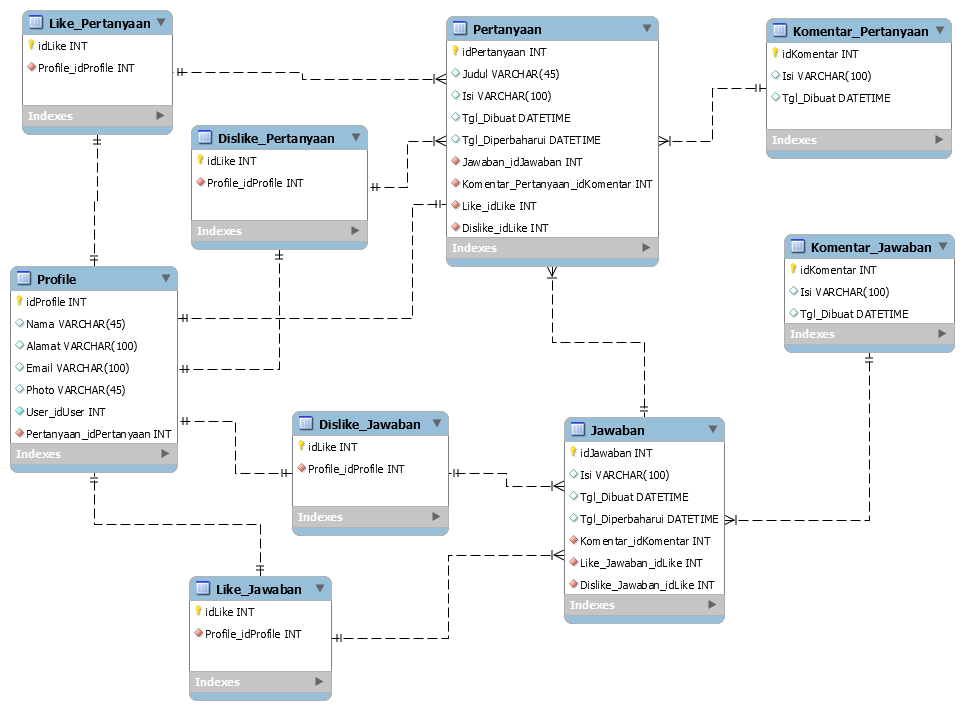 Like_Pertanyaan
idLike INT
Profile_idProfile INT
Indexes
Dislike_Pertanyaan
idLike INT
Profile_idProfile INT
Indexes
Pertanyaan
idPertanyaan INT
Judul VARCHAR(45)
Isi VARCHAR(100)
Tgl_Dibuat DATETIME
Tgl_Diperbaharui DATETIME
Jawaban_idJawaban INT
Komentar_Pertanyaan_idKomentar INT
Like_idLike INT
Dislike_idLike INT
Indexes
Komentar_Pertanyaan
idKomentar INT
Isi VARCHAR(100)
Tgl_Dibuat DATETIME
Indexes
Komentar_Jawaban
idKomentar INT
Isi VARCHAR(100)
Tgl_Dibuat DATETIME
Indexes
Profile
idProfile INT
Nama VARCHAR(45)
Alamat VARCHAR(100)
Email VARCHAR(100)
Photo VARCHAR(45)
User_idUser INT
Pertanyaan_idPertanyaan INT
Indexes
Dislike_Jawaban
idLike INT
Profile_idProfile INT
Indexes
Jawaban
idJawaban INT
Isi VARCHAR(100)
Tgl_Dibuat DATETIME
Tgl_Diperbaharui DATETIME
Komentar_idKomentar INT
Like_Jawaban_idLike INT
Dislike_Jawaban_idLike INT
Indexes
Like_Jawaban
idLike INT
Profile_idProfile INT
Indexes